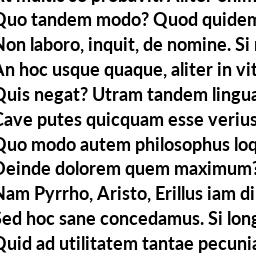 Quo tandem modo? Quod quidem
Non laboro, inquit, de nomine. Si
An hoc usque quaque, aliter in vit
Quis negat? Utram tandem lingua
Cave putes quicquam esse verius
Quo modo autem philosophus loq
Deinde dolorem quem maximum?
Nam Pyrrho, Aristo, Erillus iam di
Sed hoc sane concedamus. Si long
Quid ad utilitatem tantae pecunia